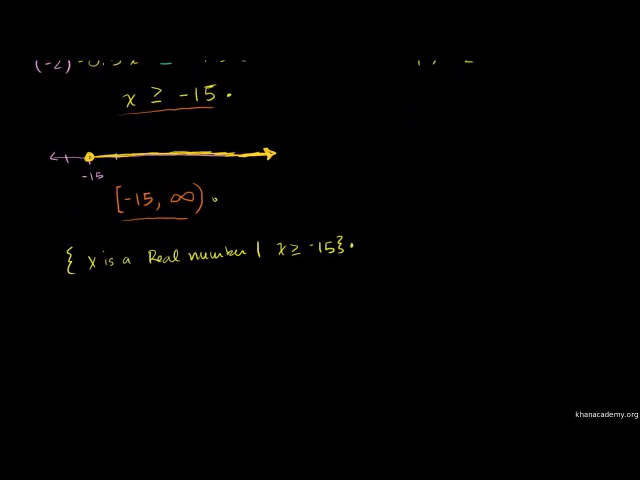 x ≥ -15.
-15
[-15, ∞).
{ x is a Real number | x ≥ -15}.
khanacademy.org